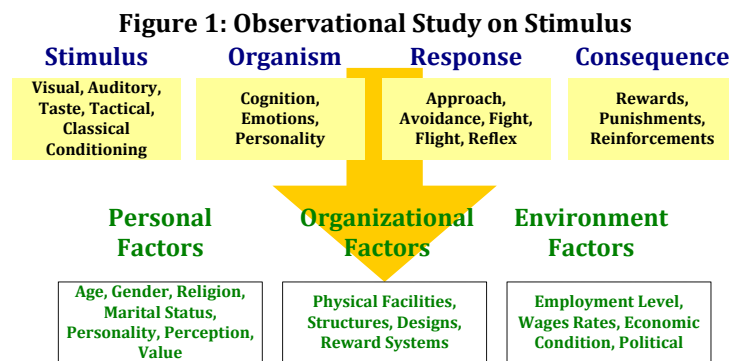 Figure 1: Observational Study on Stimulus
Stimulus
Organism
Response
Consequence
Visual, Auditory,
Taste, Tactical,
Classical
Conditioning
Cognition,
Emotions,
Personality
Approach,
Avoidance, Fight,
Flight, Reflex
Rewards,
Punishments,
Reinforcements
Personal
Factors
Organizational
Factors
Environment
Factors
Age, Gender, Religion,
Marital Status,
Personality, Perception,
Value
Physical Facilities,
Structures, Designs,
Reward Systems
Employment Level,
Wages Rates, Economic
Condition, Political